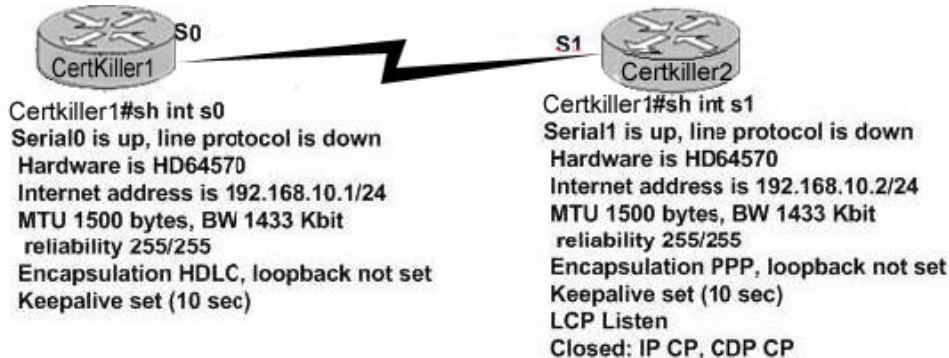 S0
S1
CertKiller1
Certkiller2
Certkiller1#sh int s0
Serial0 is up, line protocol is down
Hardware is HD64570
Internet address is 192.168.10.1/24
MTU 1500 bytes, BW 1433 Kbit
reliability 255/255
Encapsulation HDLC, loopback not set
Keepalive set (10 sec)
Certkiller1#sh int s1
Serial1 is up, line protocol is down
Hardware is HD64570
Internet address is 192.168.10.2/24
MTU 1500 bytes, BW 1433 Kbit
reliability 255/255
Encapsulation PPP, loopback not set
Keepalive set (10 sec)
LCP Listen
Closed: IP CP, CDP CP